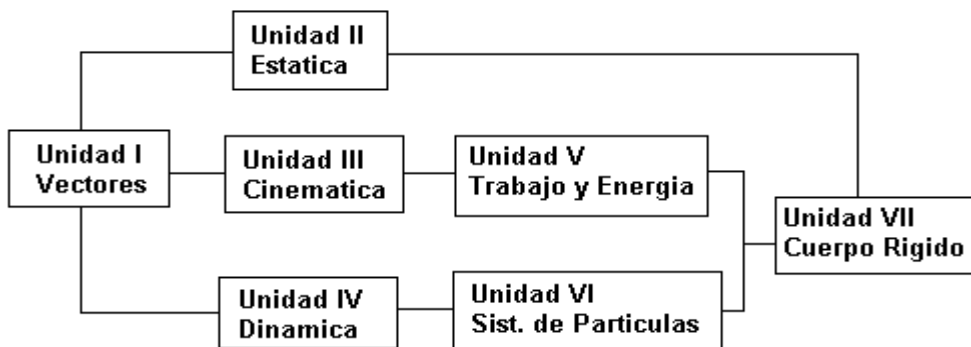 Unidad II
Estatica
Unidad I
Vectores
Unidad III
Cinematica
Unidad V
Trabajo y Energia
Unidad VII
Cuerpo Rigido
Unidad IV
Dinamica
Unidad VI
Sist. de Particulas